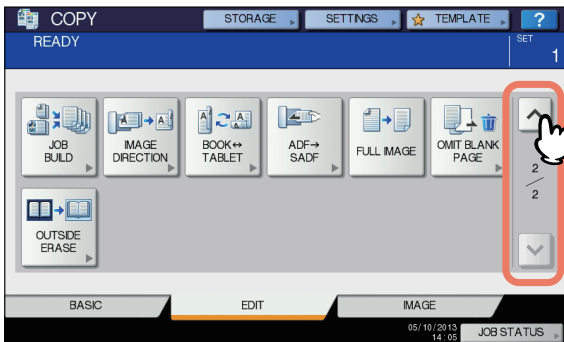 COPY
STORAGE
SETTINGS
TEMPLATE
?
READY
SET
1
JOB
BUILD
IMAGE
DIRECTION
BOOK↔
TABLET
ADF→
SADF
FULL IMAGE
OMIT BLANK
PAGE
2
2
OUTSIDE
ERASE
BASIC
EDIT
IMAGE
05/10/2013
14:05
JOB STATUS